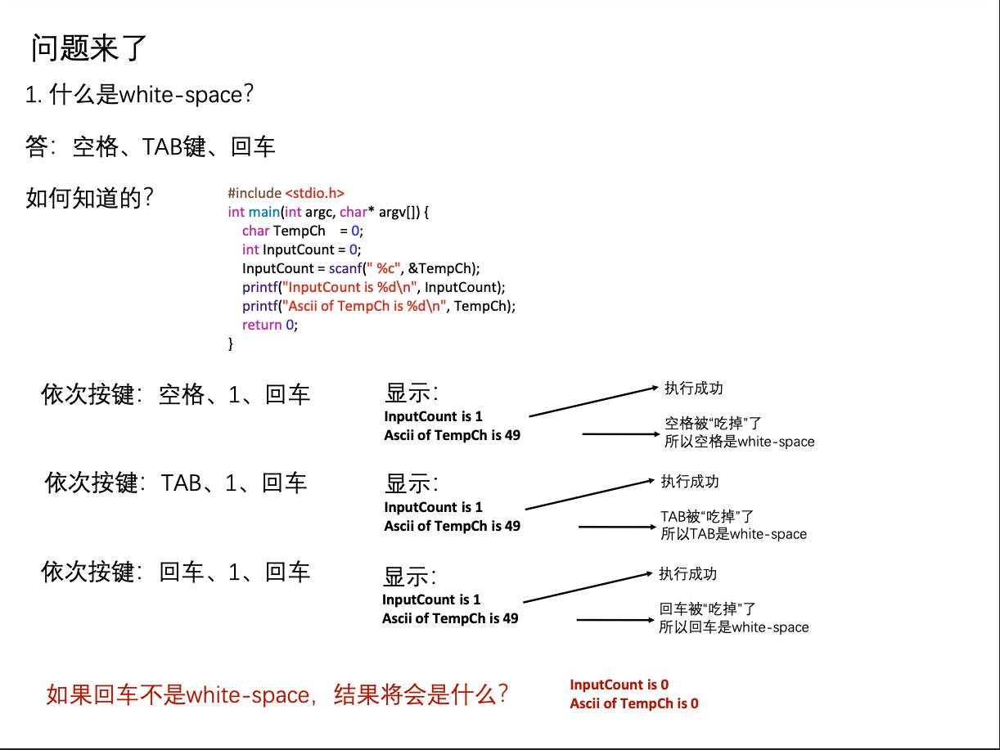 问题来了
1. 什么是white-space？
答：空格、TAB键、回车
如何知道的？
#include <stdio.h>
int main(int argc, char* argv[]) {
char TempCh = 0;
int InputCount = 0;
InputCount = scanf(" %c", &TempCh);
printf("InputCount is %d\n", InputCount);
printf("Ascii of TempCh is %d\n", TempCh);
return 0;
}
依次按键：空格、1、回车
显示：
InputCount is 1
Ascii of TempCh is 49
执行成功
空格被“吃掉”了
所以空格是white-space
依次按键：TAB、1、回车
显示：
InputCount is 1
Ascii of TempCh is 49
执行成功
TAB被“吃掉”了
所以TAB是white-space
依次按键：回车、1、回车
显示：
InputCount is 1
Ascii of TempCh is 49
执行成功
回车被“吃掉”了
所以回车是white-space
如果回车不是white-space，结果将会是什么？
InputCount is 0
Ascii of TempCh is 0